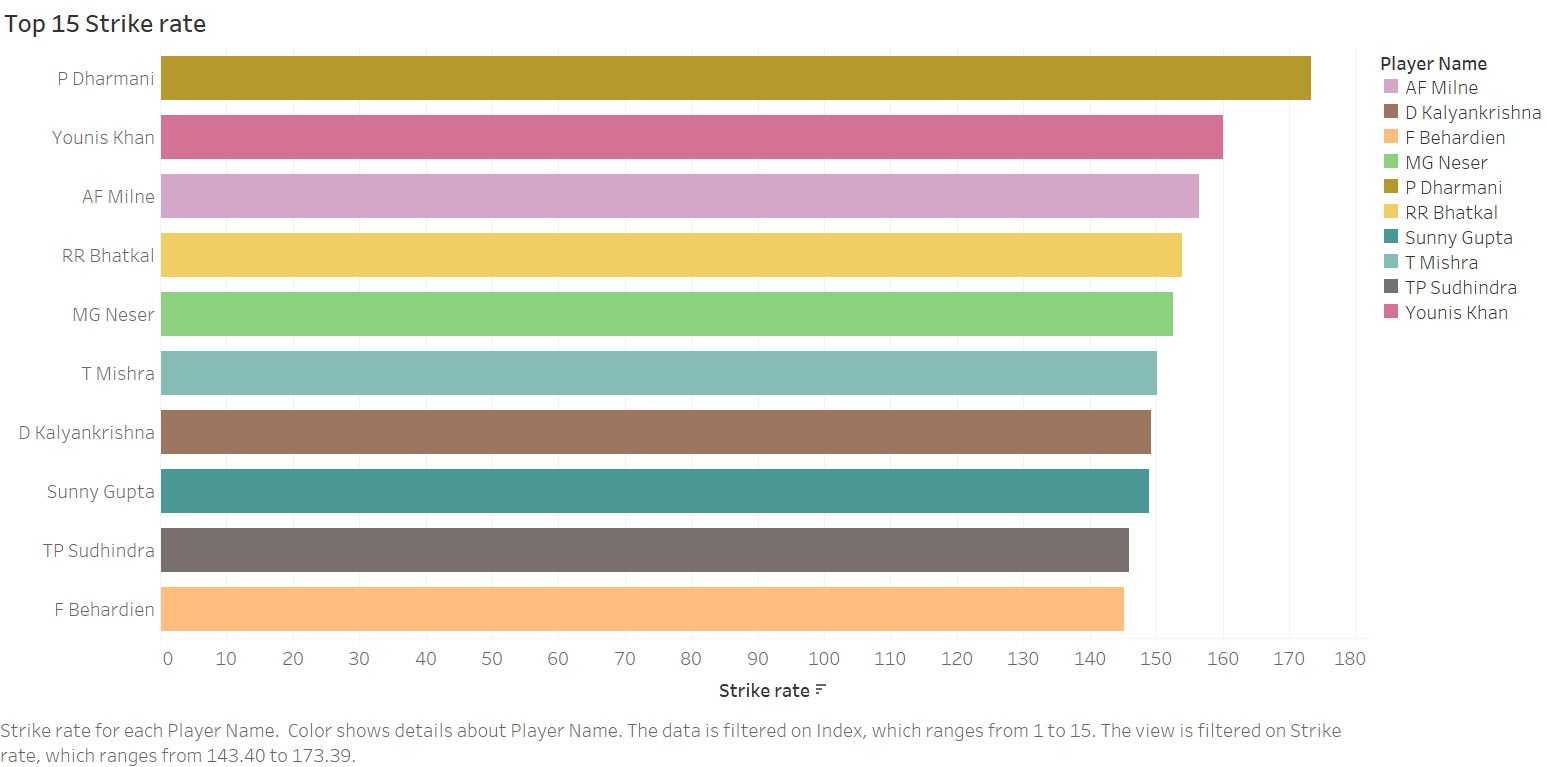 Top 15 Strike rate
P Dharmani
Younis Khan
AF Milne
RR Bhatkal
MG Neser
T Mishra
D Kalyankrishna
Sunny Gupta
TP Sudhindra
F Behardien
0 10 20 30 40 50 60 70 80 90 100 110 120 130 140 150 160 170 180
Strike rate
Player Name
AF Milne
D Kalyankrishna
F Behardien
MG Neser
P Dharmani
RR Bhatkal
Sunny Gupta
T Mishra
TP Sudhindra
Younis Khan
Strike rate for each Player Name.  Color shows details about Player Name. The data is filtered on Index, which ranges from 1 to 15. The view is filtered on Strike
rate, which ranges from 143.40 to 173.39.